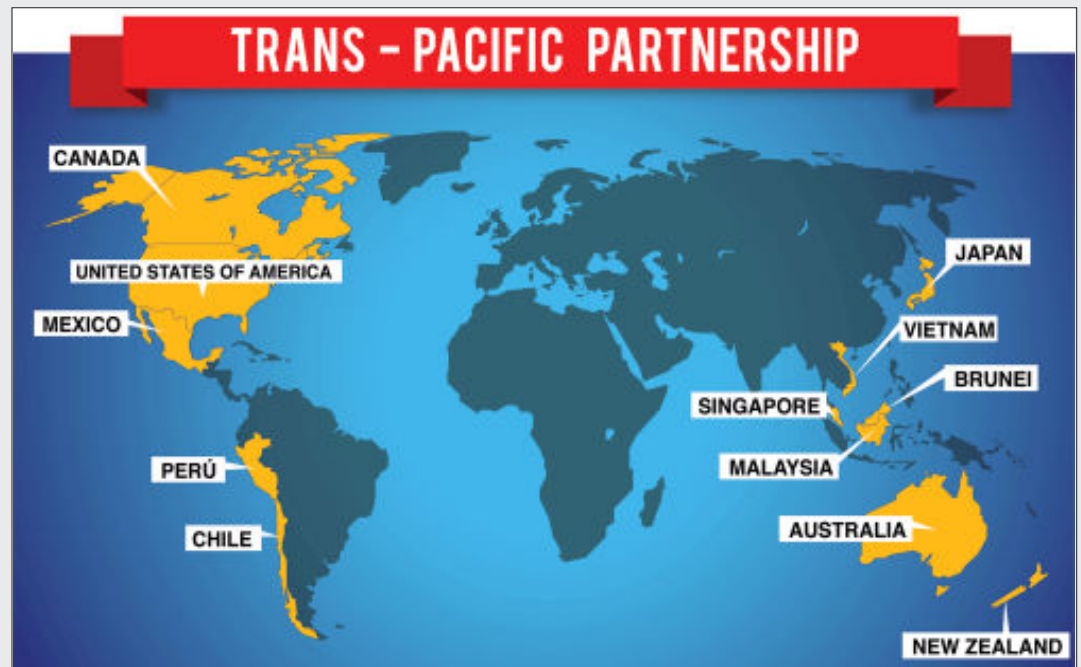 TRANS – PACIFIC PARTNERSHIP
CANADA
UNITED STATES OF AMERICA
MEXICO
PERÚ
CHILE
JAPAN
VIETNAM
BRUNEI
SINGAPORE
MALAYSIA
AUSTRALIA
NEW ZEALAND